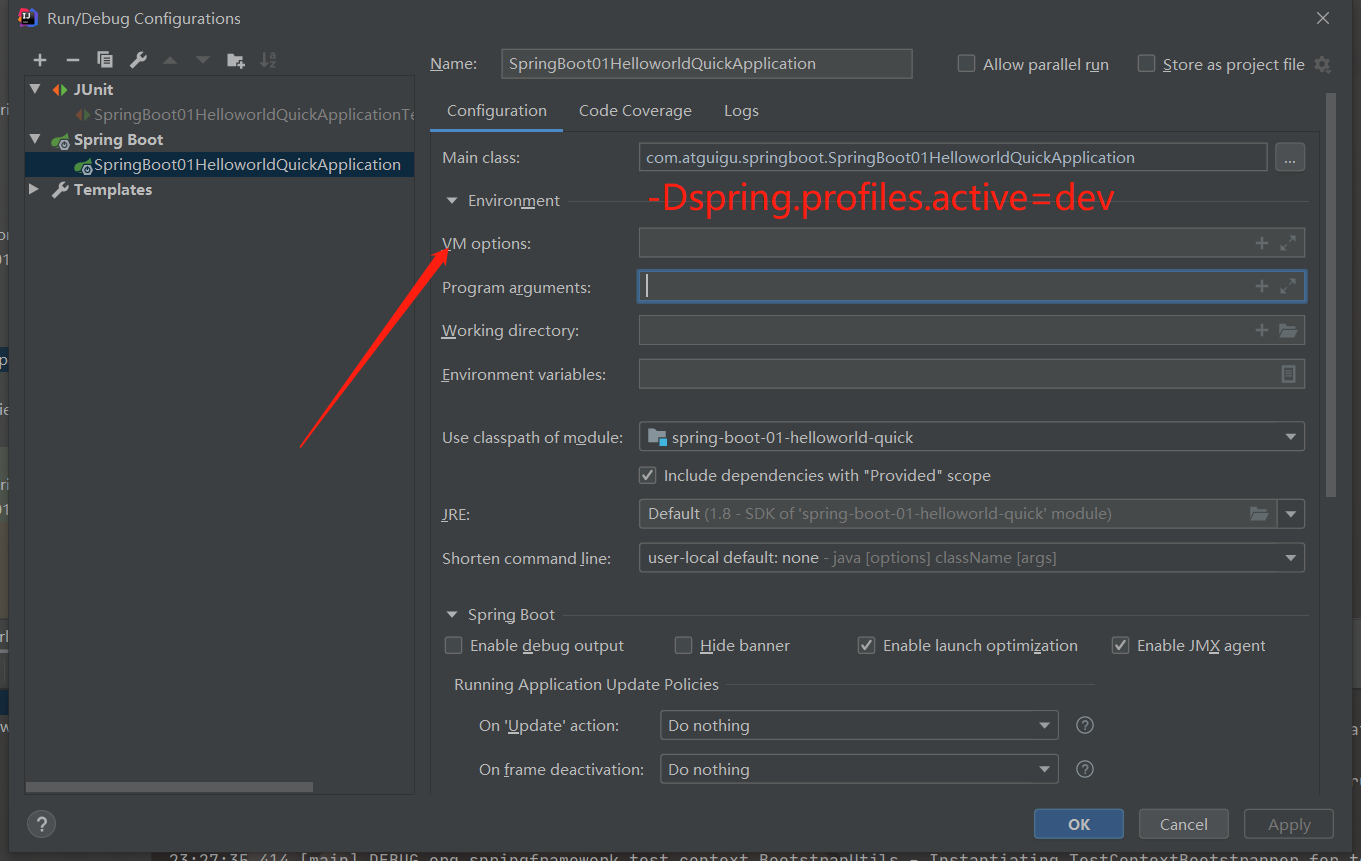 Run/Debug Configurations
JUnit
SpringBoot01HelloworldQuickApplicationTe
Spring Boot
SpringBoot01HelloworldQuickApplication
Templates
Name: SpringBoot01HelloworldQuickApplication Allow parallel run Store as project file
Configuration Code Coverage Logs
Main class: com.atguigu.springboot.SpringBoot01HelloworldQuickApplication ...
Environment -Dspring.profiles.active=dev
VM options:
Program arguments:
Working directory:
Environment variables:
Use classpath of module: spring-boot-01-helloworld-quick
Include dependencies with "Provided" scope
JRE: Default (1.8 - SDK of 'spring-boot-01-helloworld-quick' module)
Shorten command line: user-local default: none - java [options] className [args]
Spring Boot
Enable debug output Hide banner Enable launch optimization Enable JMX agent
Running Application Update Policies
On 'Update' action: Do nothing ?
On frame deactivation: Do nothing ?
? OK Cancel Apply
23:27:35.414 [main] DEBUG org.springframework.test.context.BootstrapUtils - Instantiating TestContextBootstrapper for t